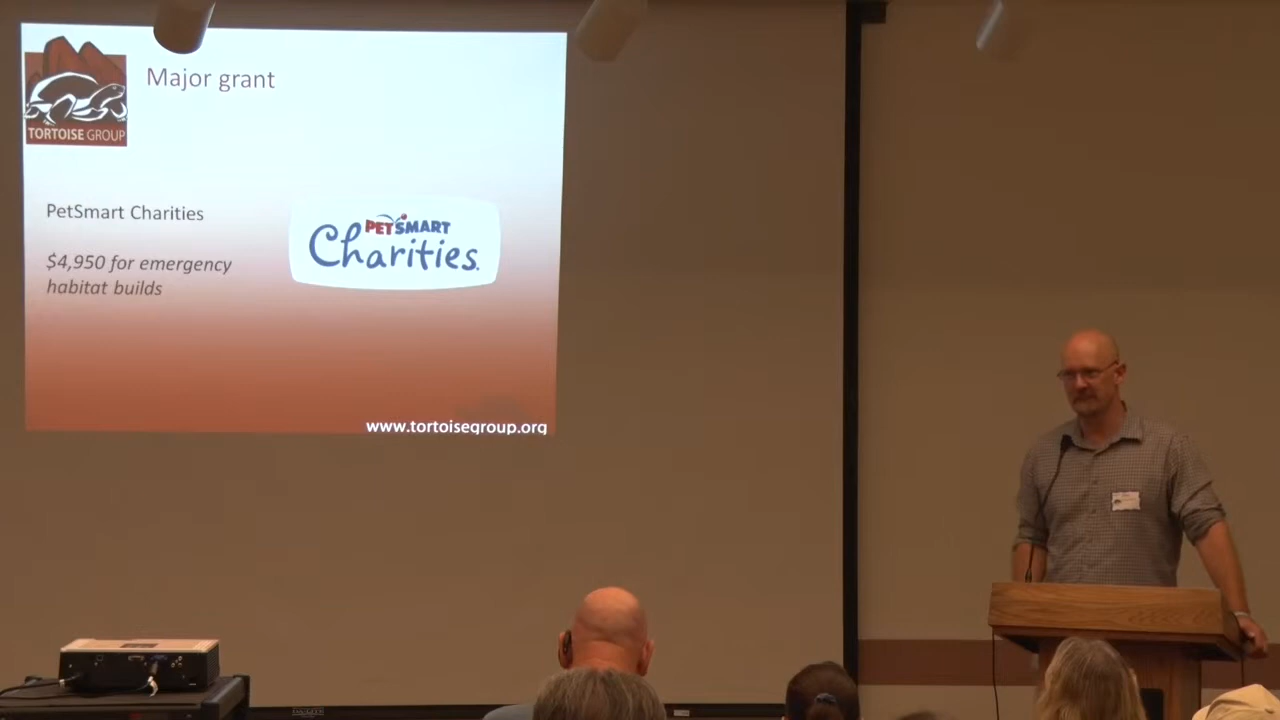 Major grant
TORTOISE GROUP
PetSmart Charities
PETSMART
Charities.
$4,950 for emergency
habitat builds
www.tortoisegroup.org